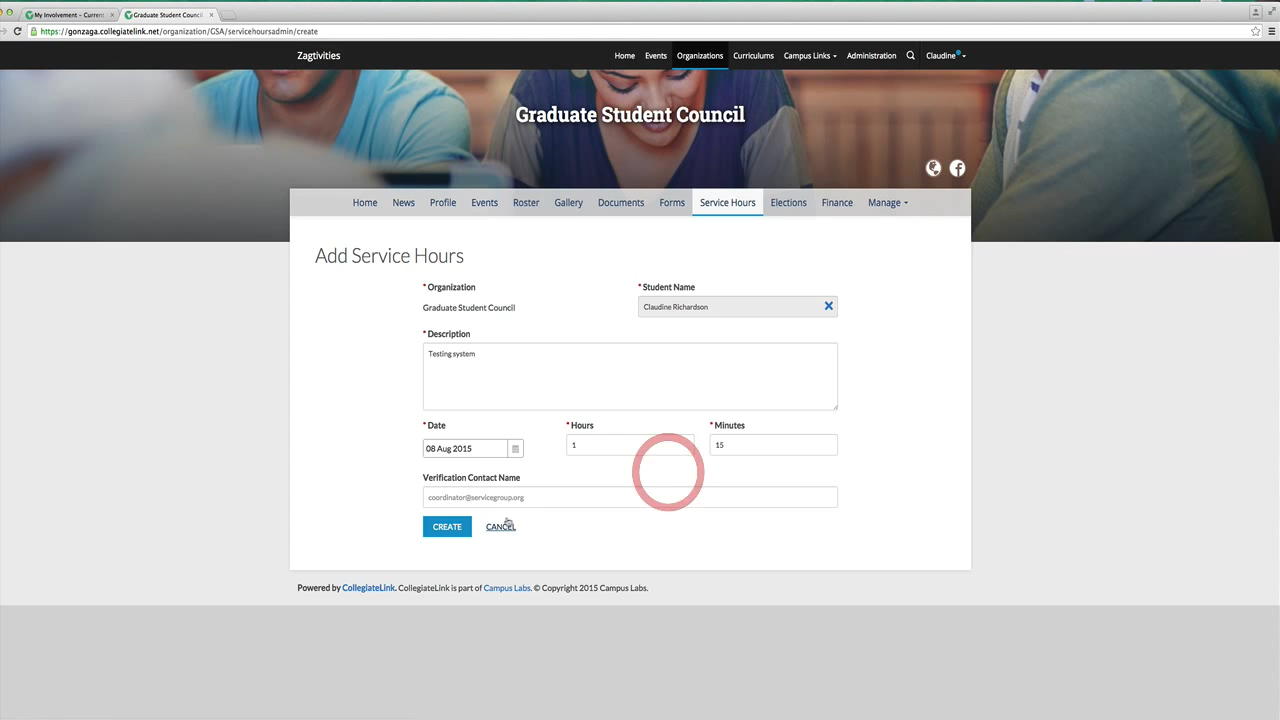 My Involvement – Current
Graduate Student Council
https://gonzaga.collegiatelink.net/organization/GSA/servicehoursadmin/create
Zagtivities
Home Events Organizations Curriculums Campus Links Administration Claudine
Graduate Student Council
Home News Profile Events Roster Gallery Documents Forms Service Hours Elections Finance Manage
Add Service Hours
* Organization * Student Name
Graduate Student Council Claudine Richardson
* Description
Testing system
* Date * Hours * Minutes
08 Aug 2015 1 15
Verification Contact Name
coordinator@servicegroup.org
CREATE CANCEL
Powered by CollegiateLink. CollegiateLink is part of Campus Labs. © Copyright 2015 Campus Labs.